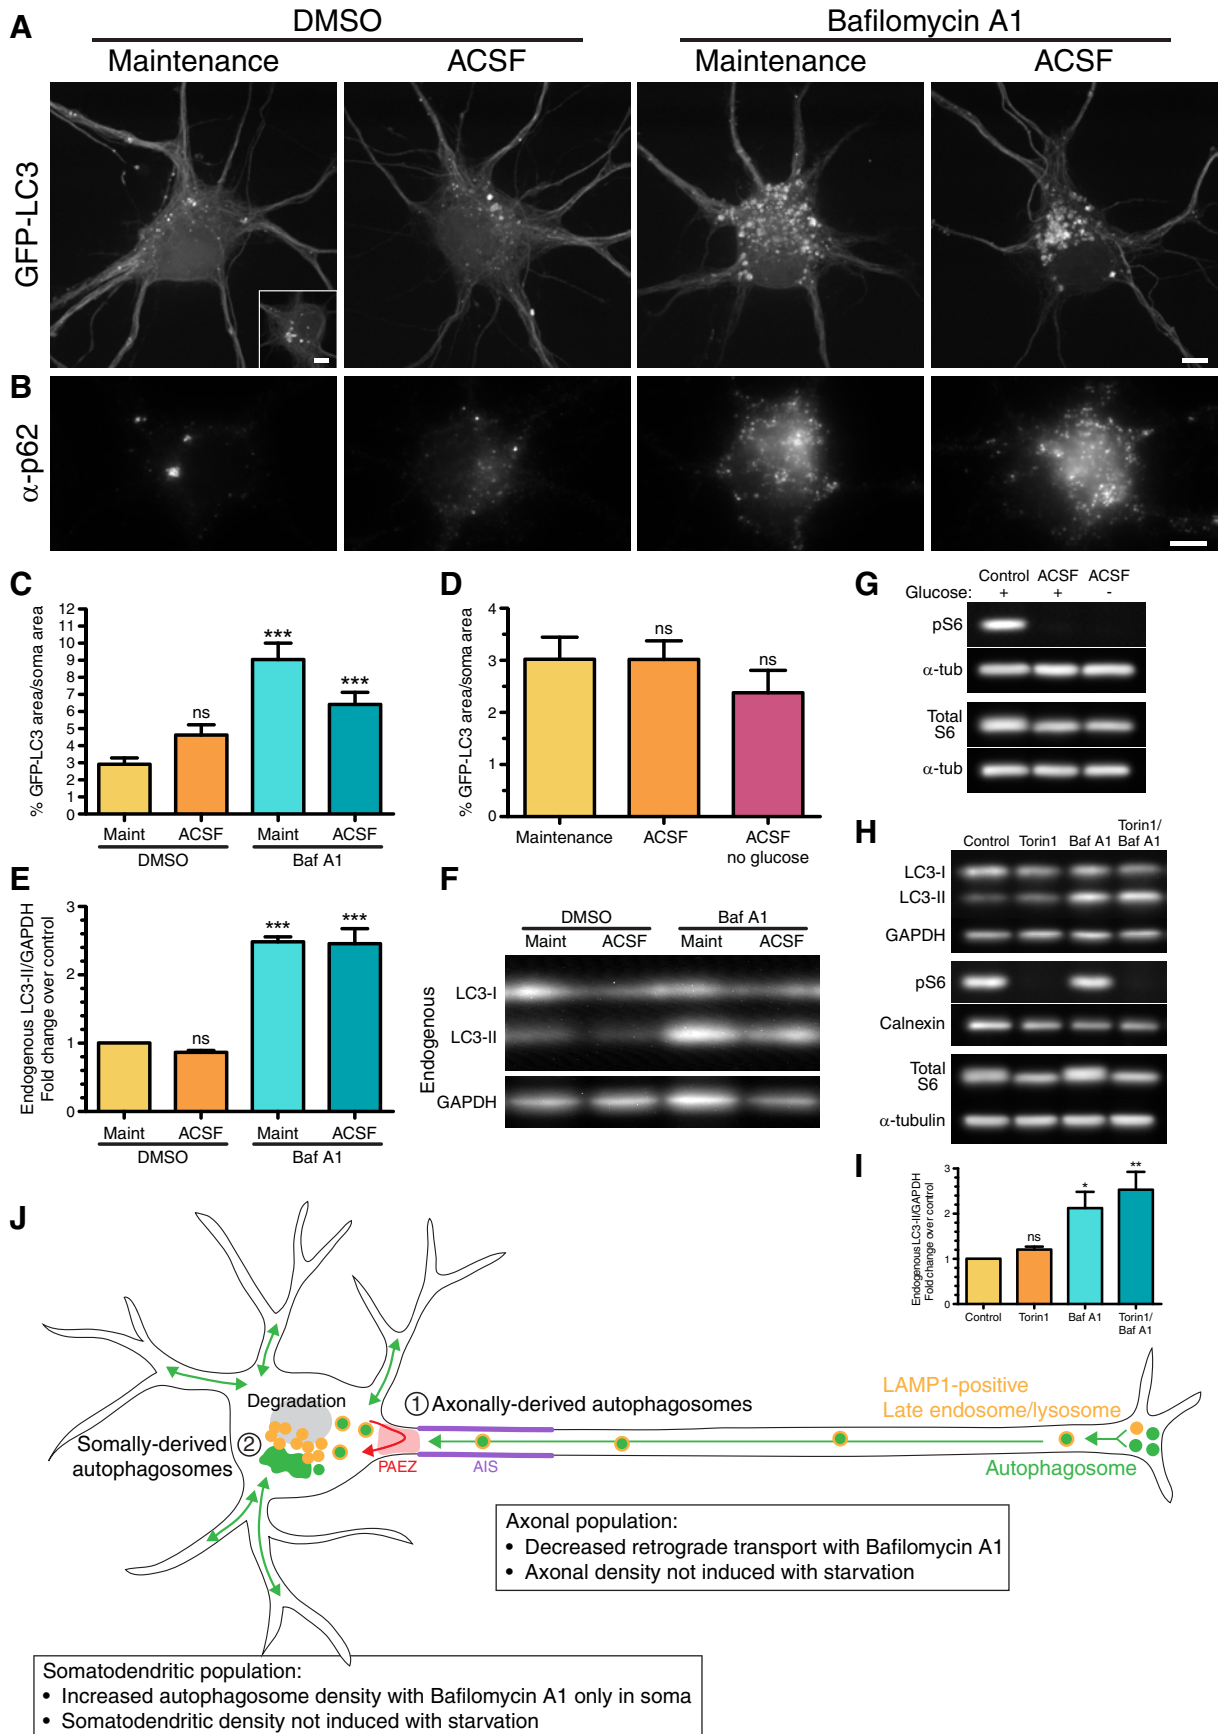 A
DMSO
Bafilomycin A1
Maintenance
ACSF
Maintenance
ACSF
GFP-LC3
B
α-p62
C
% GFP-LC3 area/soma area
12
11
10
9
8
7
6
5
4
3
2
1
0
ns
***
***
Maint
ACSF
Maint
ACSF
DMSO
Baf A1
D
% GFP-LC3 area/soma area
4
3
2
1
0
ns
ns
Maintenance
ACSF
ACSF
no glucose
E
Endogenous LC3-II/GAPDH
Fold change over control
3
2
1
0
ns
***
***
Maint
ACSF
Maint
ACSF
DMSO
Baf A1
F
DMSO
Baf A1
Maint
ACSF
Maint
ACSF
Endogenous
LC3-I
LC3-II
GAPDH
G
Control ACSF ACSF
Glucose: + + -
pS6
α-tub
Total
S6
α-tub
H
Control Torin1 Baf A1 Torin1/
Baf A1
LC3-I
LC3-II
GAPDH
pS6
Calnexin
Total
S6
α-tubulin
I
Endogenous LC3-II/GAPDH
Fold change over control
3
2
1
0
ns
*
**
Control
Torin1
Baf A1
Torin1/
Baf A1
J
Degradation
① Axonally-derived autophagosomes
LAMP1-positive
Late endosome/lysosome
Somally-derived ②
autophagosomes
PAEZ
AIS
Autophagosome
Axonal population:
• Decreased retrograde transport with Bafilomycin A1
• Axonal density not induced with starvation
Somatodendritic population:
• Increased autophagosome density with Bafilomycin A1 only in soma
• Somatodendritic density not induced with starvation